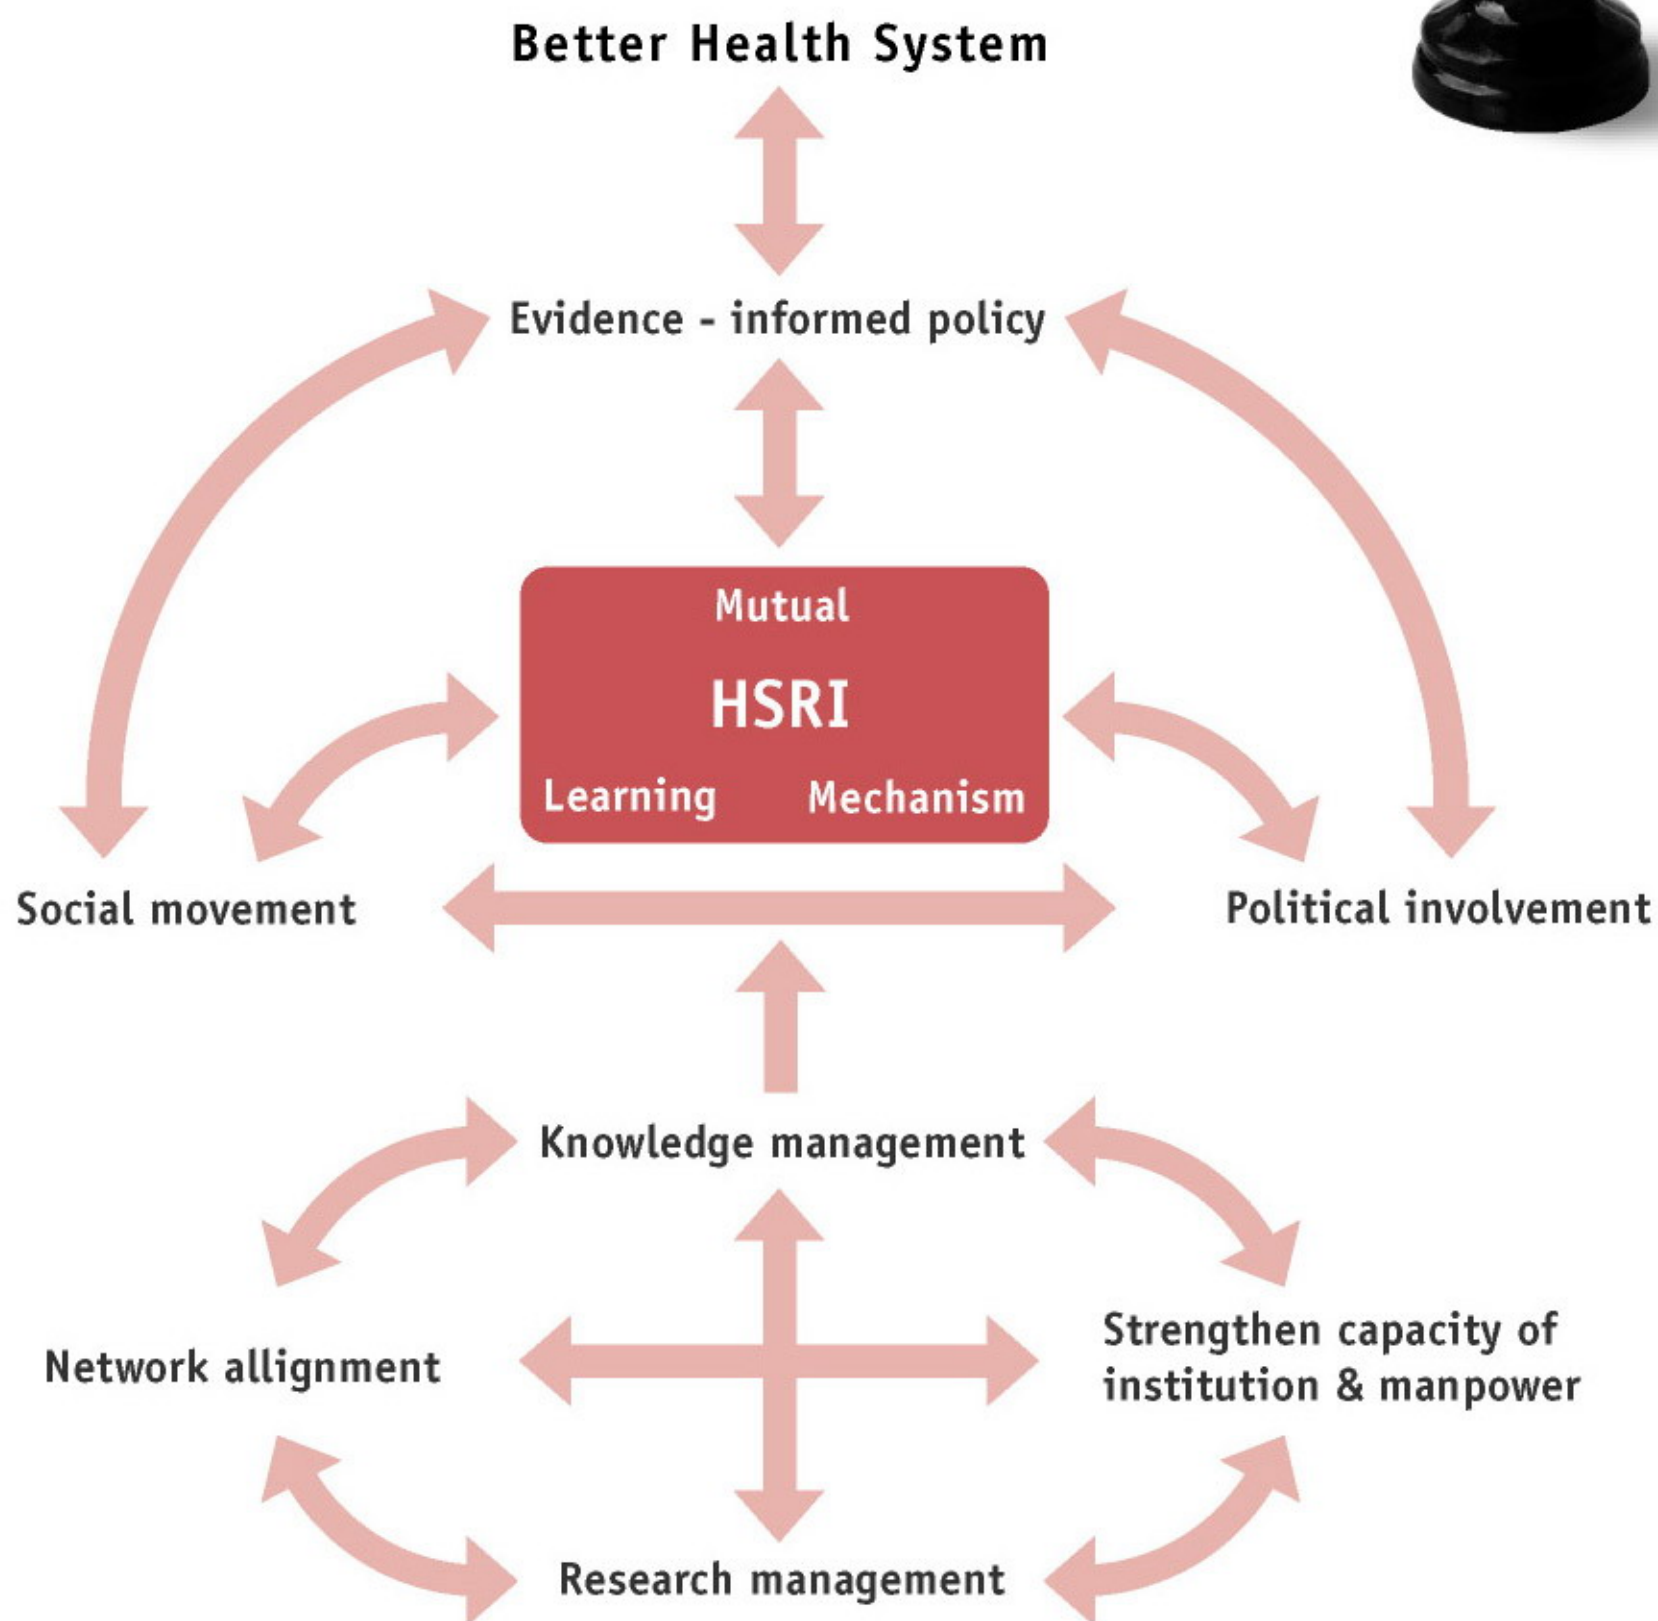 Better Health System
Evidence - informed policy
Mutual
HSRI
Learning Mechanism
Social movement
Political involvement
Knowledge management
Network allignment
Strengthen capacity of
institution & manpower
Research management